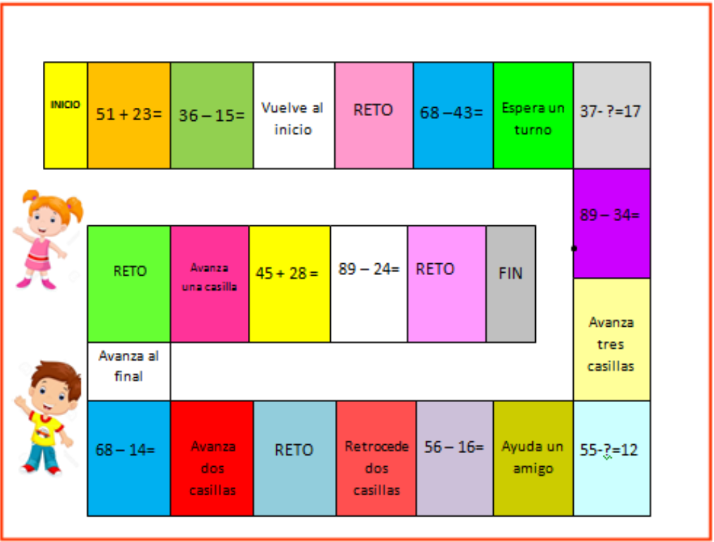 INICIO
51 + 23=
36 – 15=
Vuelve al
inicio
RETO
68 –43=
Espera un
turno
37- ?=17
89 – 34=
Avanza
tres
casillas
55-?=12
Ayuda un
amigo
56 – 16=
Retrocede
dos
casillas
RETO
Avanza
dos
casillas
68 – 14=
Avanza al
final
RETO
Avanza
una casilla
45 + 28 =
89 – 24=
RETO
FIN